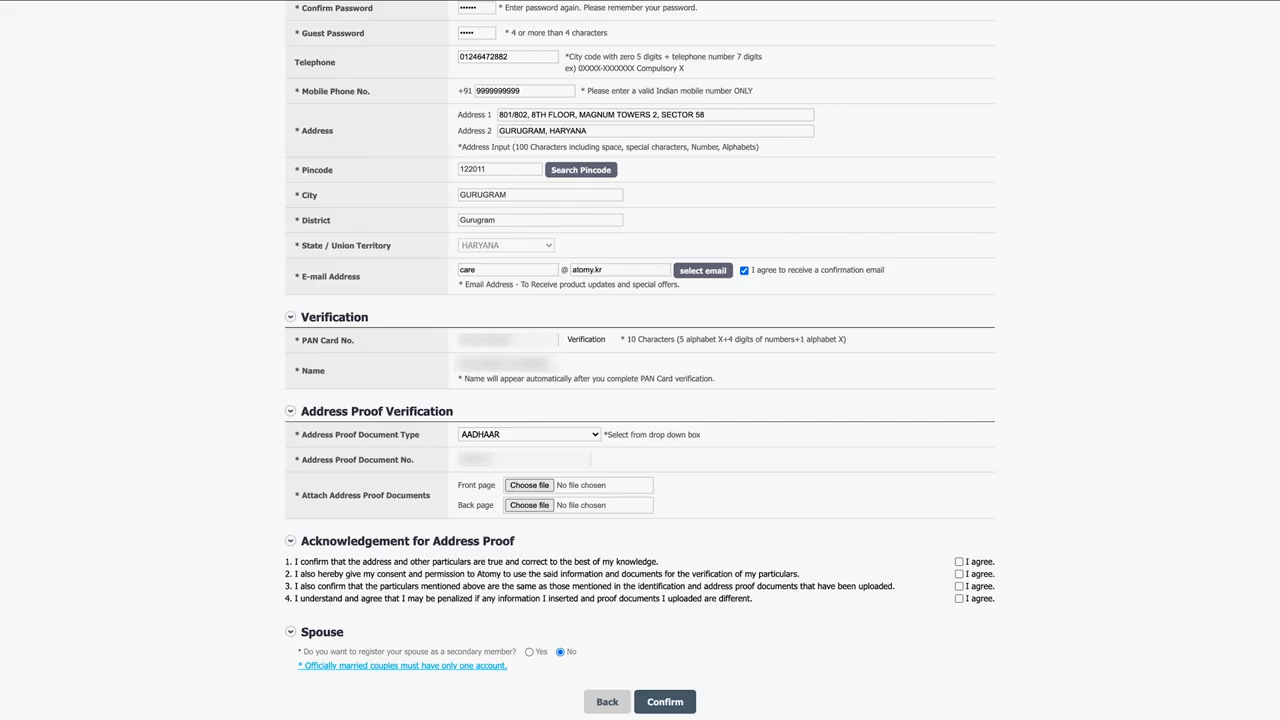 * Confirm Password •••••• * Enter password again. Please remember your password.
* Guest Password ••••• * 4 or more than 4 characters
Telephone 01246472882 *City code with zero 5 digits + telephone number 7 digits
ex) 0XXXX-XXXXXXX Compulsory X
* Mobile Phone No. +91 9999999999 * Please enter a valid Indian mobile number ONLY
* Address
Address 1 801/802, 8TH FLOOR, MAGNUM TOWERS 2, SECTOR 58
Address 2 GURUGRAM, HARYANA
*Address Input (100 Characters including space, special characters, Number, Alphabets)
* Pincode 122011 Search Pincode
* City GURUGRAM
* District Gurugram
* State / Union Territory HARYANA
* E-mail Address care @ atomy.kr select email I agree to receive a confirmation email
* Email Address - To Receive product updates and special offers.
Verification
* PAN Card No. Verification * 10 Characters (5 alphabet X+4 digits of numbers+1 alphabet X)
* Name
* Name will appear automatically after you complete PAN Card verification.
Address Proof Verification
* Address Proof Document Type AADHAAR *Select from drop down box
* Address Proof Document No.
* Attach Address Proof Documents
Front page Choose file No file chosen
Back page Choose file No file chosen
Acknowledgement for Address Proof
1. I confirm that the address and other particulars are true and correct to the best of my knowledge. I agree.
2. I also hereby give my consent and permission to Atomy to use the said information and documents for the verification of my particulars. I agree.
3. I also confirm that the particulars mentioned above are the same as those mentioned in the identification and address proof documents that have been uploaded. I agree.
4. I understand and agree that I may be penalized if any information I inserted and proof documents I uploaded are different. I agree.
Spouse
* Do you want to register your spouse as a secondary member? Yes No
* Officially married couples must have only one account.
Back Confirm